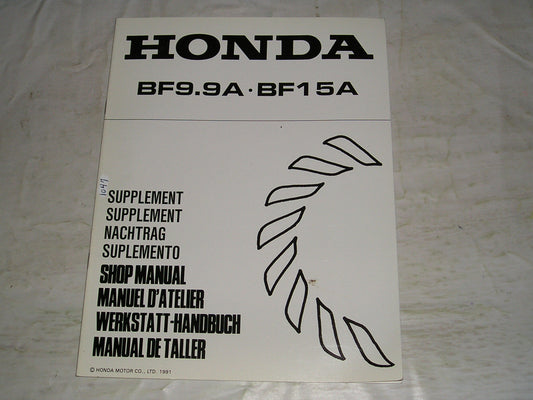 HONDA
BF9.9A · BF15A
1047
SUPPLEMENT
SUPPLEMENT
NACHTRAG
SUPLEMENTO
SHOP MANUAL
MANUEL D'ATELIER
WERKSTATT-HANDBUCH
MANUAL DE TALLER
© HONDA MOTOR CO., LTD. 1991